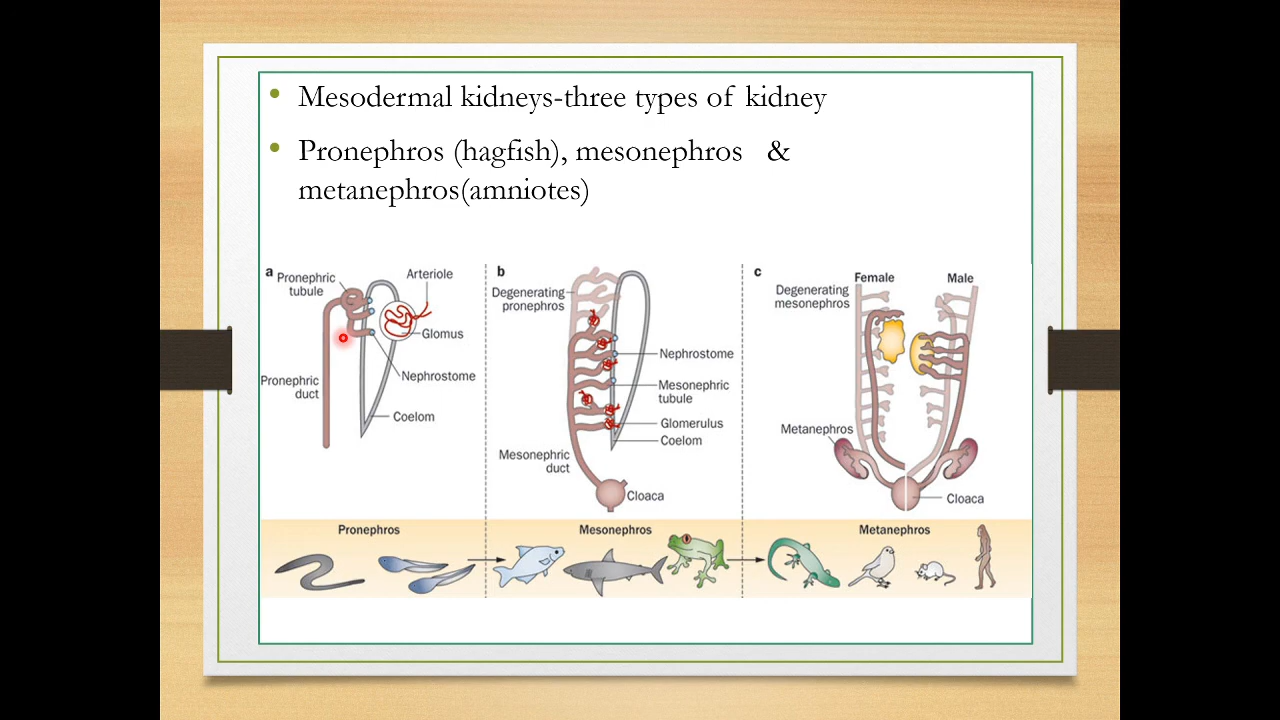 • Mesodermal kidneys-three types of kidney
• Pronephros (hagfish), mesonephros &
metanephros(amniotes)
a
Pronephric
tubule
Arteriole
Glomus
Nephrostome
Pronephric
duct
Coelom
b
Degenerating
pronephros
Nephrostome
Mesonephric
tubule
Glomerulus
Coelom
Mesonephric
duct
Cloaca
c
Female
Male
Degenerating
mesonephros
Metanephros
Cloaca
Pronephros
Mesonephros
Metanephros